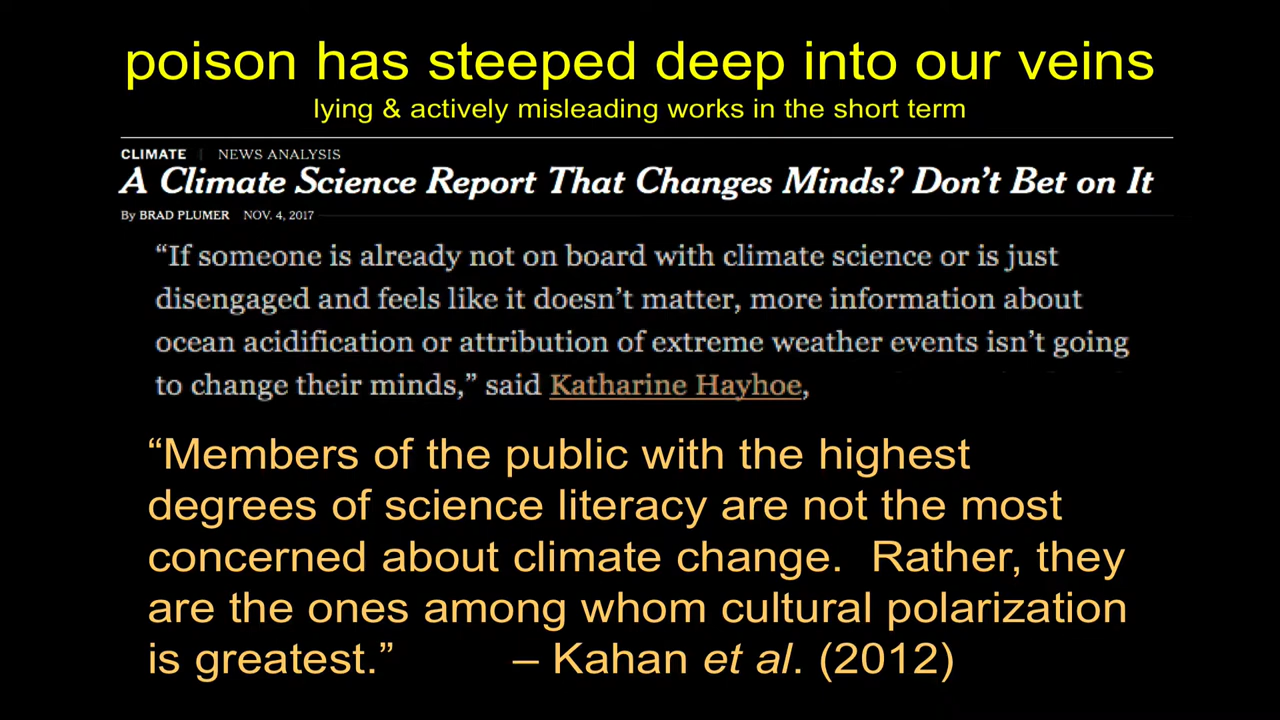 poison has steeped deep into our veins
lying & actively misleading works in the short term
CLIMATE | NEWS ANALYSIS
A Climate Science Report That Changes Minds? Don't Bet on It
By BRAD PLUMER NOV. 4, 2017
“If someone is already not on board with climate science or is just
disengaged and feels like it doesn’t matter, more information about
ocean acidification or attribution of extreme weather events isn’t going
to change their minds,” said Katharine Hayhoe,
“Members of the public with the highest
degrees of science literacy are not the most
concerned about climate change. Rather, they
are the ones among whom cultural polarization
is greatest.” – Kahan et al. (2012)